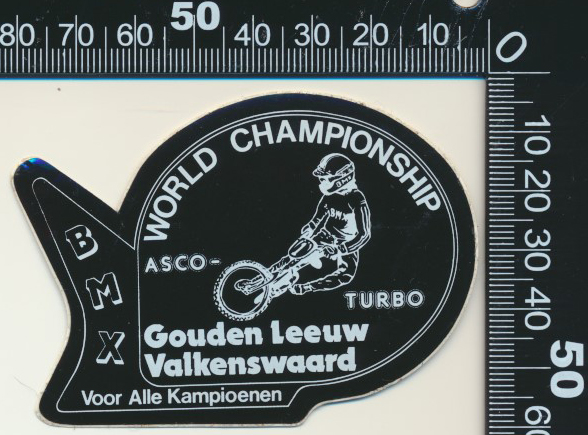 80 70 60 50 40 30 20 10 0
WORLD CHAMPIONSHIP
BMX
ASCO-
TURBO
Gouden Leeuw
Valkenswaard
Voor Alle Kampioenen
10 20 30 40 50 60